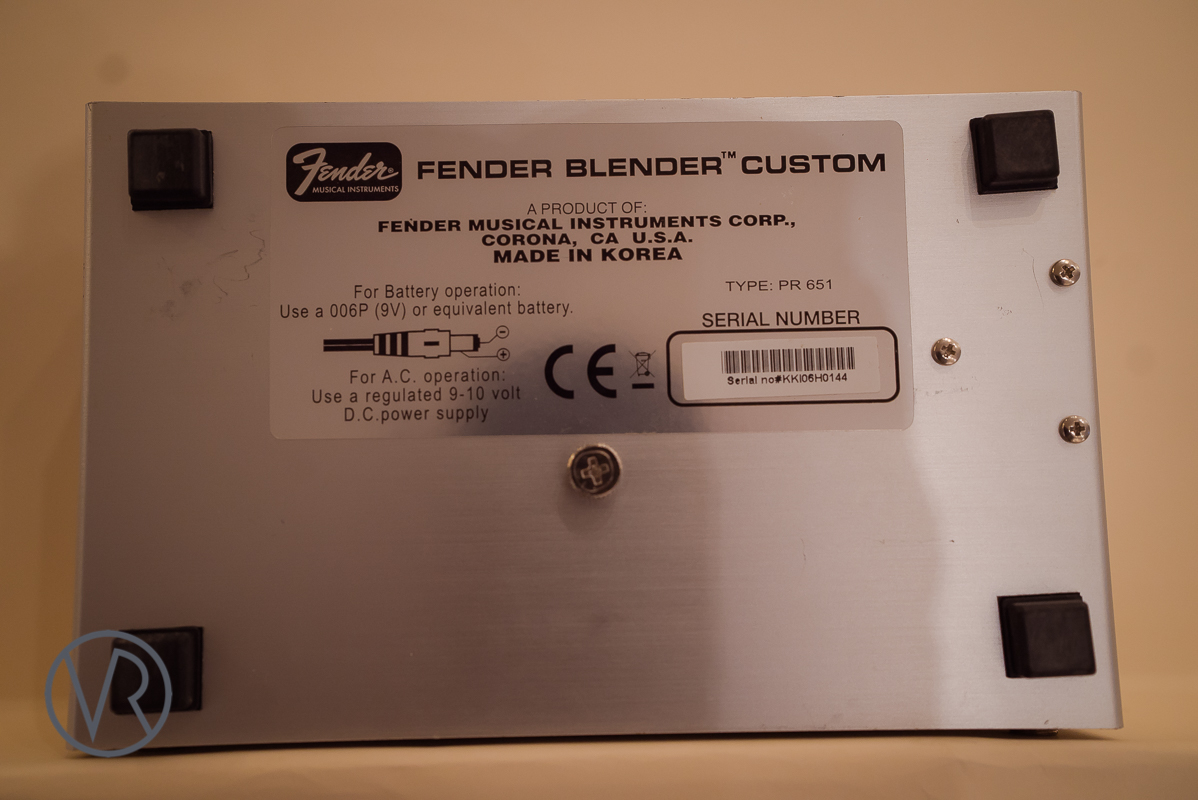 Fender®
MUSICAL INSTRUMENTS
FENDER BLENDER™ CUSTOM
A PRODUCT OF:
FENDER MUSICAL INSTRUMENTS CORP.,
CORONA, CA U.S.A.
MADE IN KOREA
For Battery operation:
Use a 006P (9V) or equivalent battery.
For A.C. operation:
Use a regulated 9-10 volt
D.C.power supply
CE
TYPE: PR 651
SERIAL NUMBER
Serial no#KKI06H0144
VR